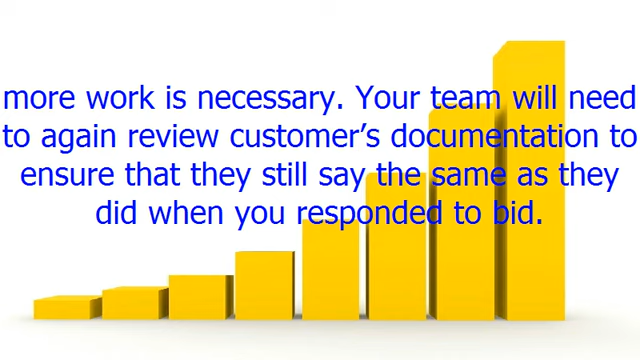 more work is necessary. Your team will need
to again review customer’s documentation to
ensure that they still say the same as they
did when you responded to bid.